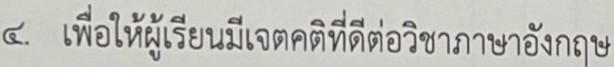 ๔. เพื่อให้ผู้เรียนมีเจตคติที่ดีต่อวิชาภาษาอังกฤษ